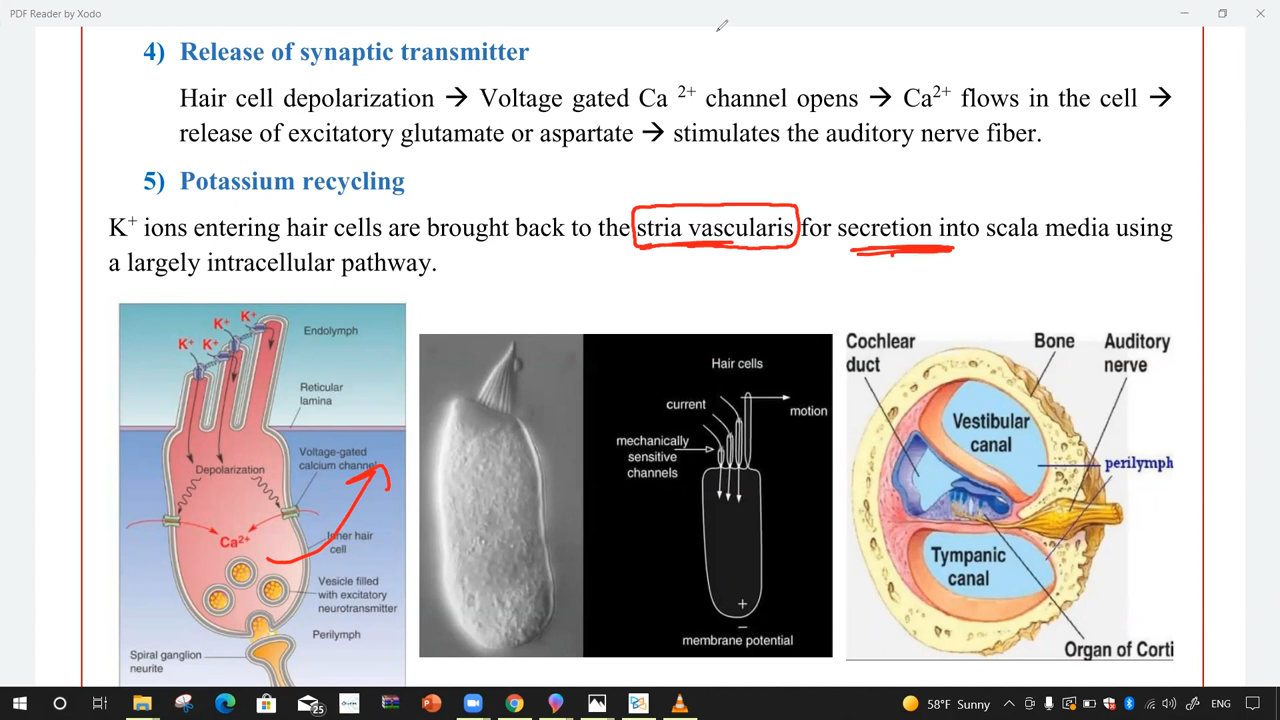 PDF Reader by Xodo
4) Release of synaptic transmitter
Hair cell depolarization → Voltage gated Ca 2+ channel opens → Ca2+ flows in the cell →
release of excitatory glutamate or aspartate → stimulates the auditory nerve fiber.
5) Potassium recycling
K+ ions entering hair cells are brought back to the stria vascularis for secretion into scala media using
a largely intracellular pathway.
K+
K+
K+ K+
Endolymph
Reticular
lamina
Voltage-gated
calcium channel
Depolarization
Ca2+
Inner hair
cell
Vesicle filled
with excitatory
neurotransmitter
Perilymph
Spiral ganglion
neurite
Hair cells
current
motion
mechanically
sensitive
channels
+
−
membrane potential
Cochlear
duct
Bone
Auditory
nerve
Vestibular
canal
perilymph
Tympanic
canal
Organ of Corti
25
58°F Sunny
ENG